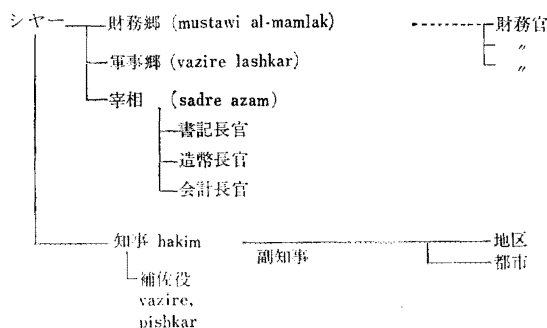 シャー 財務郷 (mustawi al-mamlak) 財務官
〃
軍事郷 (vazire lashkar) 〃
宰相 (sadre azam)
書記長官
造幣長官
会計長官
知事 hakim 副知事 地区
都市
補佐役
vazire,
pishkar